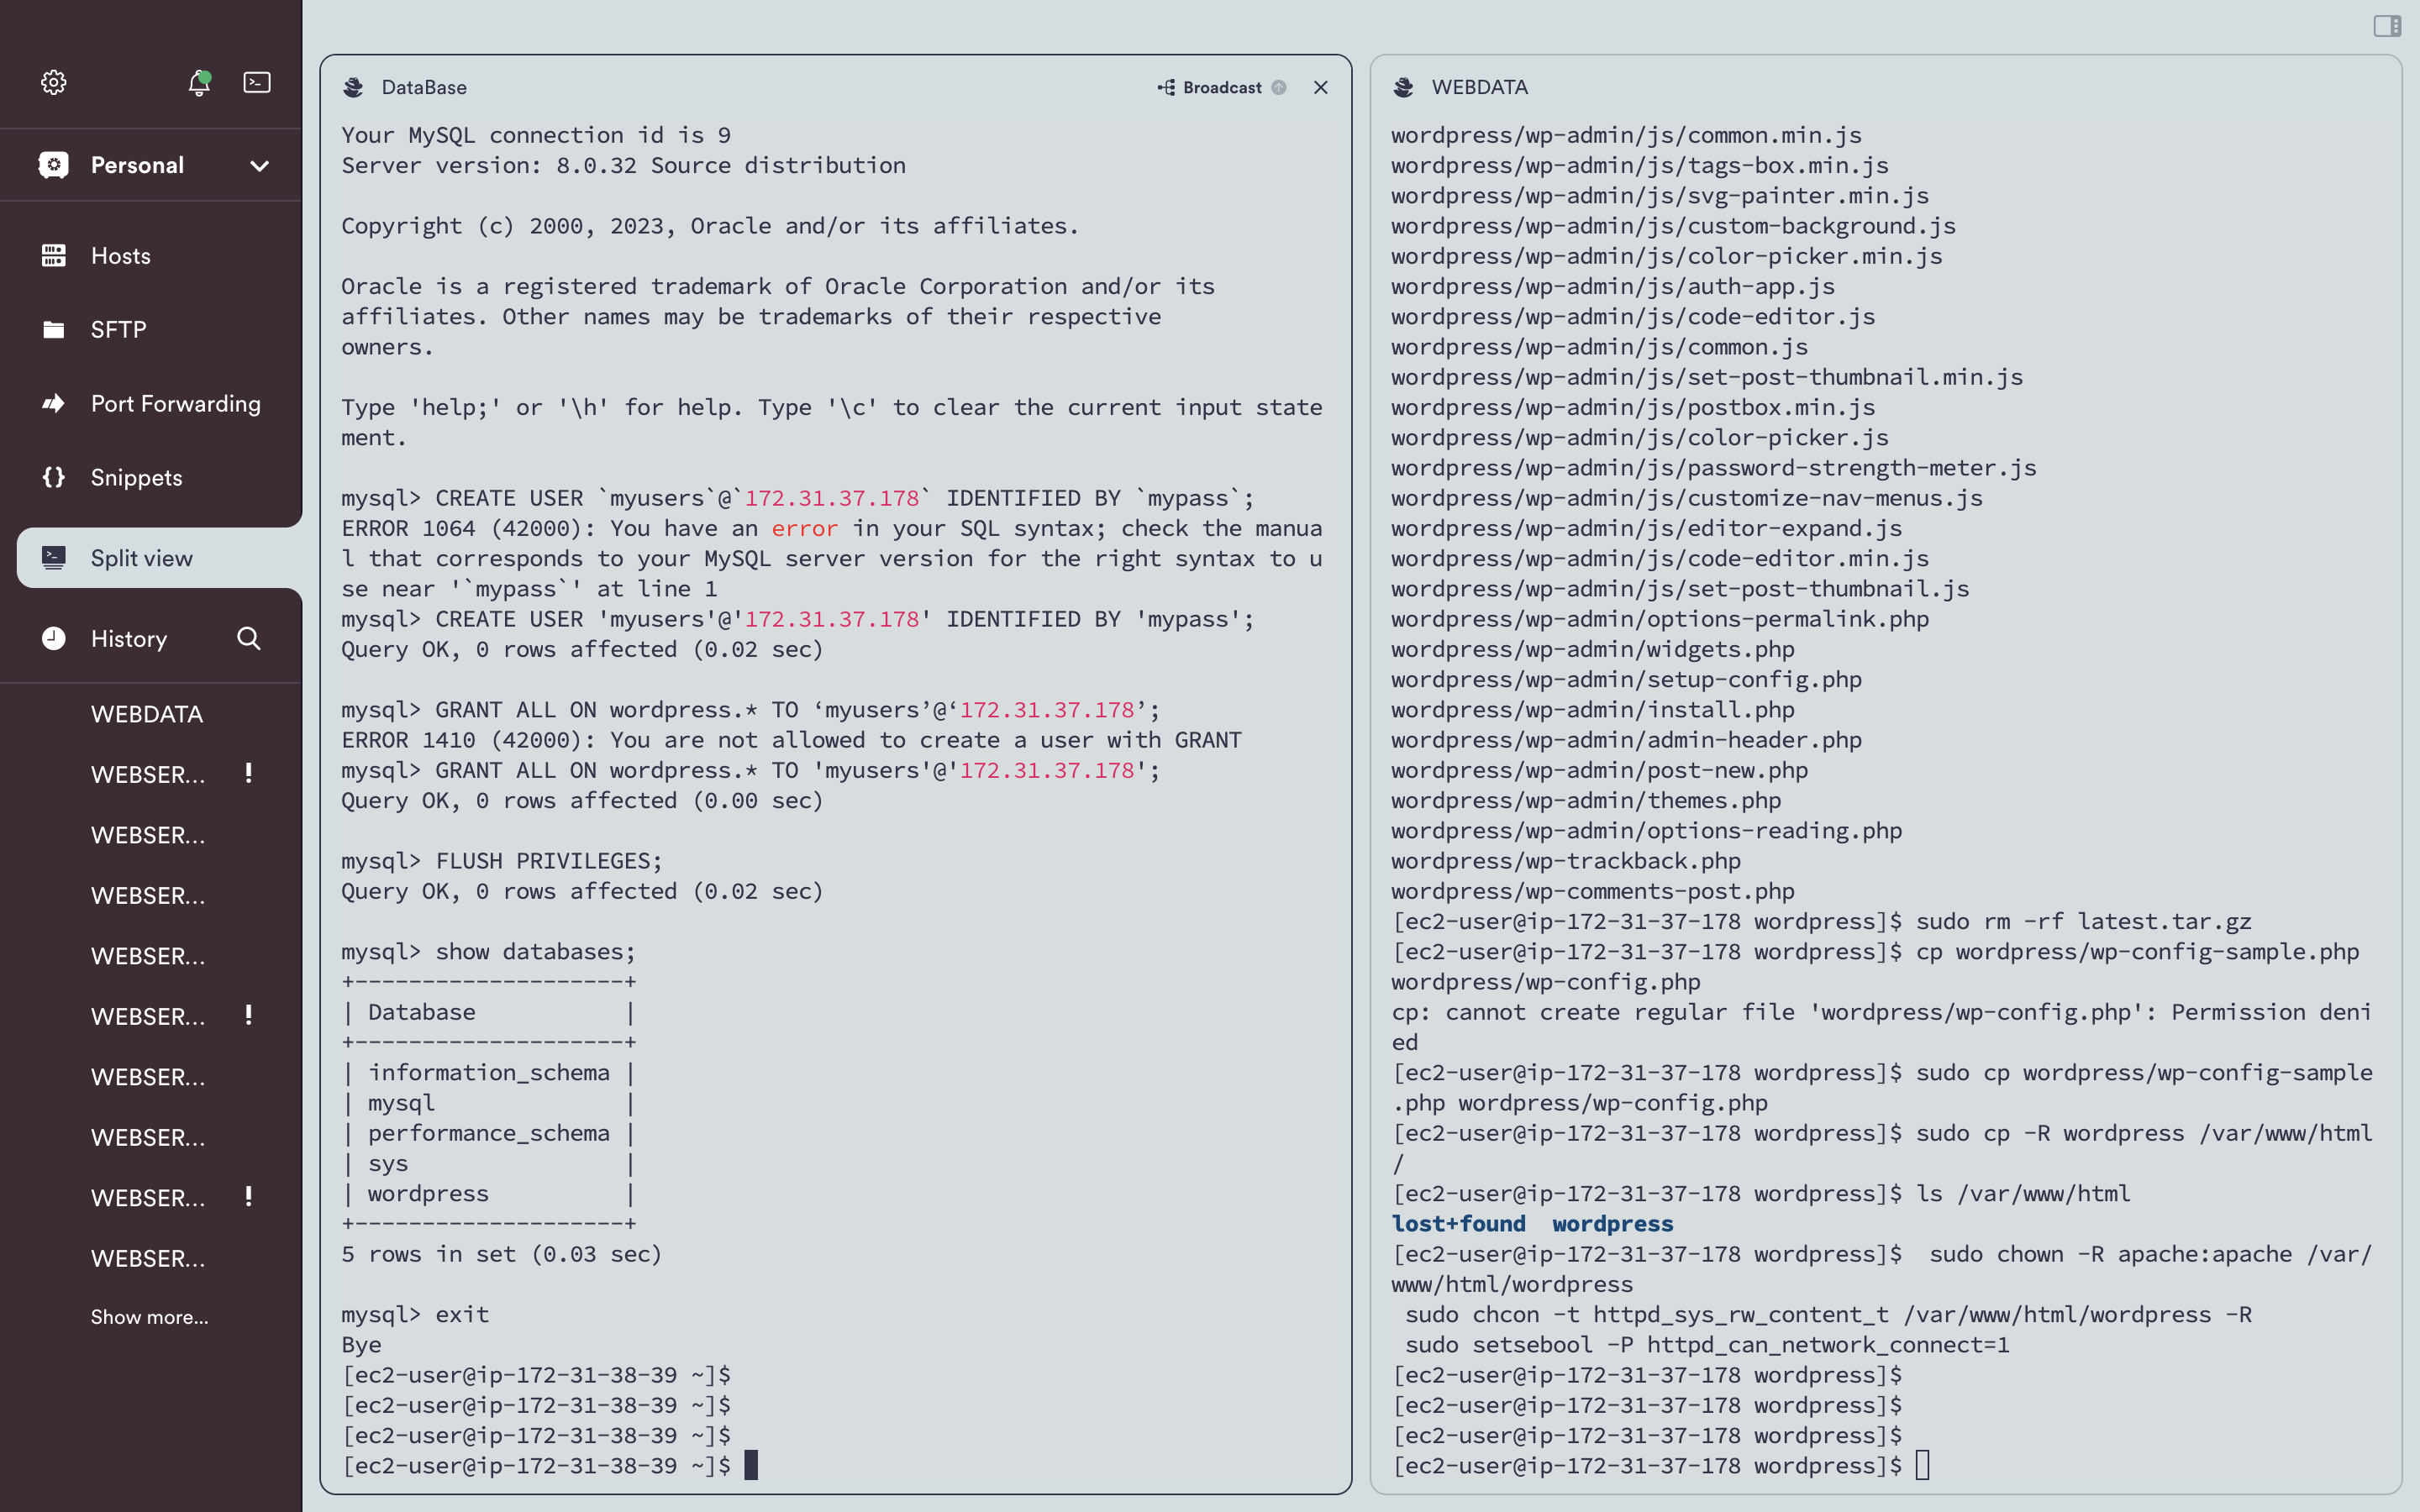 Personal
Hosts
SFTP
Port Forwarding
Snippets
Split view
History
WEBDATA
WEBSER... !
WEBSER...
WEBSER...
WEBSER...
WEBSER... !
WEBSER...
WEBSER...
WEBSER... !
WEBSER...
Show more...
DataBase
Broadcast
Your MySQL connection id is 9
Server version: 8.0.32 Source distribution
Copyright (c) 2000, 2023, Oracle and/or its affiliates.
Oracle is a registered trademark of Oracle Corporation and/or its
affiliates. Other names may be trademarks of their respective
owners.
Type 'help;' or '\h' for help. Type '\c' to clear the current input state
ment.
mysql> CREATE USER `myusers`@`172.31.37.178` IDENTIFIED BY `mypass`;
ERROR 1064 (42000): You have an error in your SQL syntax; check the manua
l that corresponds to your MySQL server version for the right syntax to u
se near '`mypass`' at line 1
mysql> CREATE USER 'myusers'@'172.31.37.178' IDENTIFIED BY 'mypass';
Query OK, 0 rows affected (0.02 sec)
mysql> GRANT ALL ON wordpress.* TO ‘myusers’@‘172.31.37.178’;
ERROR 1410 (42000): You are not allowed to create a user with GRANT
mysql> GRANT ALL ON wordpress.* TO 'myusers'@'172.31.37.178';
Query OK, 0 rows affected (0.00 sec)
mysql> FLUSH PRIVILEGES;
Query OK, 0 rows affected (0.02 sec)
mysql> show databases;
+--------------------+
| Database           |
+--------------------+
| information_schema |
| mysql              |
| performance_schema |
| sys                |
| wordpress          |
+--------------------+
5 rows in set (0.03 sec)
mysql> exit
Bye
[ec2-user@ip-172-31-38-39 ~]$
[ec2-user@ip-172-31-38-39 ~]$
[ec2-user@ip-172-31-38-39 ~]$
[ec2-user@ip-172-31-38-39 ~]$
WEBDATA
wordpress/wp-admin/js/common.min.js
wordpress/wp-admin/js/tags-box.min.js
wordpress/wp-admin/js/svg-painter.min.js
wordpress/wp-admin/js/custom-background.js
wordpress/wp-admin/js/color-picker.min.js
wordpress/wp-admin/js/auth-app.js
wordpress/wp-admin/js/code-editor.js
wordpress/wp-admin/js/common.js
wordpress/wp-admin/js/set-post-thumbnail.min.js
wordpress/wp-admin/js/postbox.min.js
wordpress/wp-admin/js/color-picker.js
wordpress/wp-admin/js/password-strength-meter.js
wordpress/wp-admin/js/customize-nav-menus.js
wordpress/wp-admin/js/editor-expand.js
wordpress/wp-admin/js/code-editor.min.js
wordpress/wp-admin/js/set-post-thumbnail.js
wordpress/wp-admin/options-permalink.php
wordpress/wp-admin/widgets.php
wordpress/wp-admin/setup-config.php
wordpress/wp-admin/install.php
wordpress/wp-admin/admin-header.php
wordpress/wp-admin/post-new.php
wordpress/wp-admin/themes.php
wordpress/wp-admin/options-reading.php
wordpress/wp-trackback.php
wordpress/wp-comments-post.php
[ec2-user@ip-172-31-37-178 wordpress]$ sudo rm -rf latest.tar.gz
[ec2-user@ip-172-31-37-178 wordpress]$ cp wordpress/wp-config-sample.php
wordpress/wp-config.php
cp: cannot create regular file 'wordpress/wp-config.php': Permission deni
ed
[ec2-user@ip-172-31-37-178 wordpress]$ sudo cp wordpress/wp-config-sample
.php wordpress/wp-config.php
[ec2-user@ip-172-31-37-178 wordpress]$ sudo cp -R wordpress /var/www/html
/
[ec2-user@ip-172-31-37-178 wordpress]$ ls /var/www/html
lost+found  wordpress
[ec2-user@ip-172-31-37-178 wordpress]$  sudo chown -R apache:apache /var/
www/html/wordpress
 sudo chcon -t httpd_sys_rw_content_t /var/www/html/wordpress -R
 sudo setsebool -P httpd_can_network_connect=1
[ec2-user@ip-172-31-37-178 wordpress]$
[ec2-user@ip-172-31-37-178 wordpress]$
[ec2-user@ip-172-31-37-178 wordpress]$
[ec2-user@ip-172-31-37-178 wordpress]$